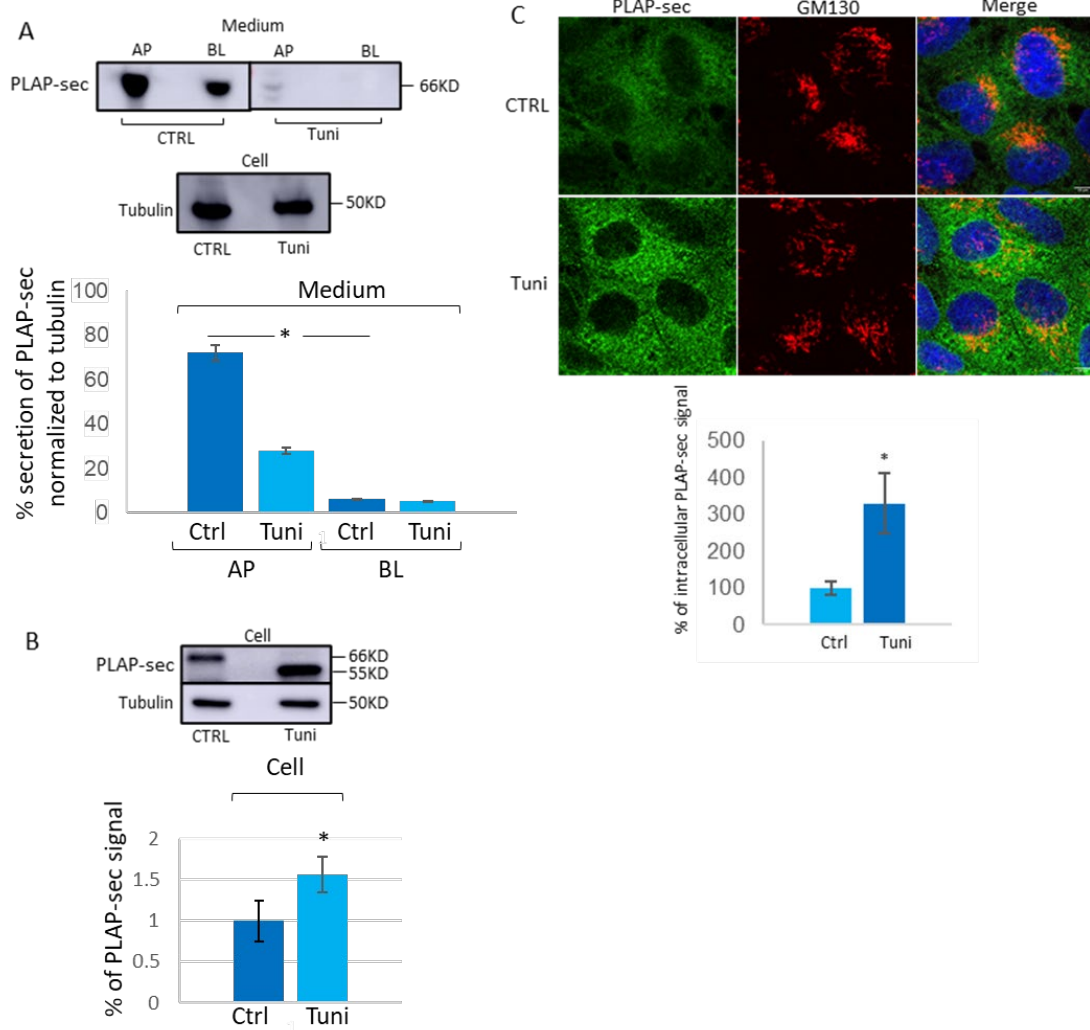 A
Medium
AP BL AP BL
PLAP-sec
66KD
CTRL Tuni
Cell
Tubulin
50KD
CTRL Tuni
% secretion of PLAP-sec
normalized to tubulin
100
80
60
40
20
0
Medium
*
Ctrl Tuni Ctrl Tuni
1
AP BL
B
Cell
PLAP-sec
66KD
55KD
Tubulin
50KD
CTRL Tuni
Cell
% of PLAP-sec signal
2
1.5
1
0.5
0
*
Ctrl Tuni
C
PLAP-sec GM130 Merge
CTRL
Tuni
% of intracellular PLAP-sec signal
500
400
300
200
100
0
*
Ctrl Tuni